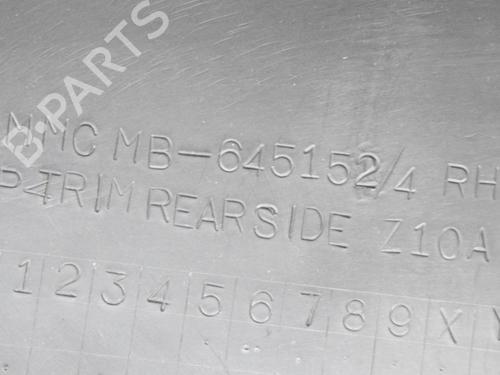 B-PARTS
MMC MB-645152/4 RH
TRIM REAR SIDE Z10A
1 2 3 4 5 6 7 8 9 X Y